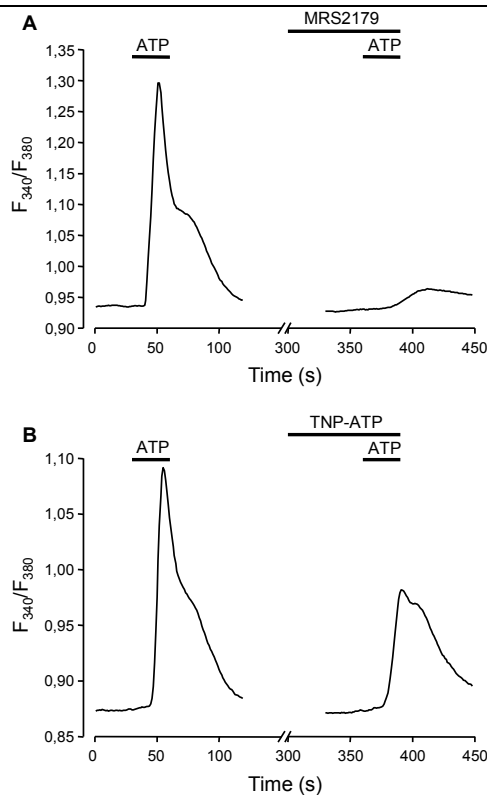 A
MRS2179
ATP ATP
1,35
1,30
1,25
1,20
1,15
1,10
1,05
1,00
0,95
0,90
F340/F380
0 50 100 300 350 400 450
Time (s)
B
TNP-ATP
ATP ATP
1,10
1,05
1,00
0,95
0,90
0,85
F340/F380
0 50 100 300 350 400 450
Time (s)